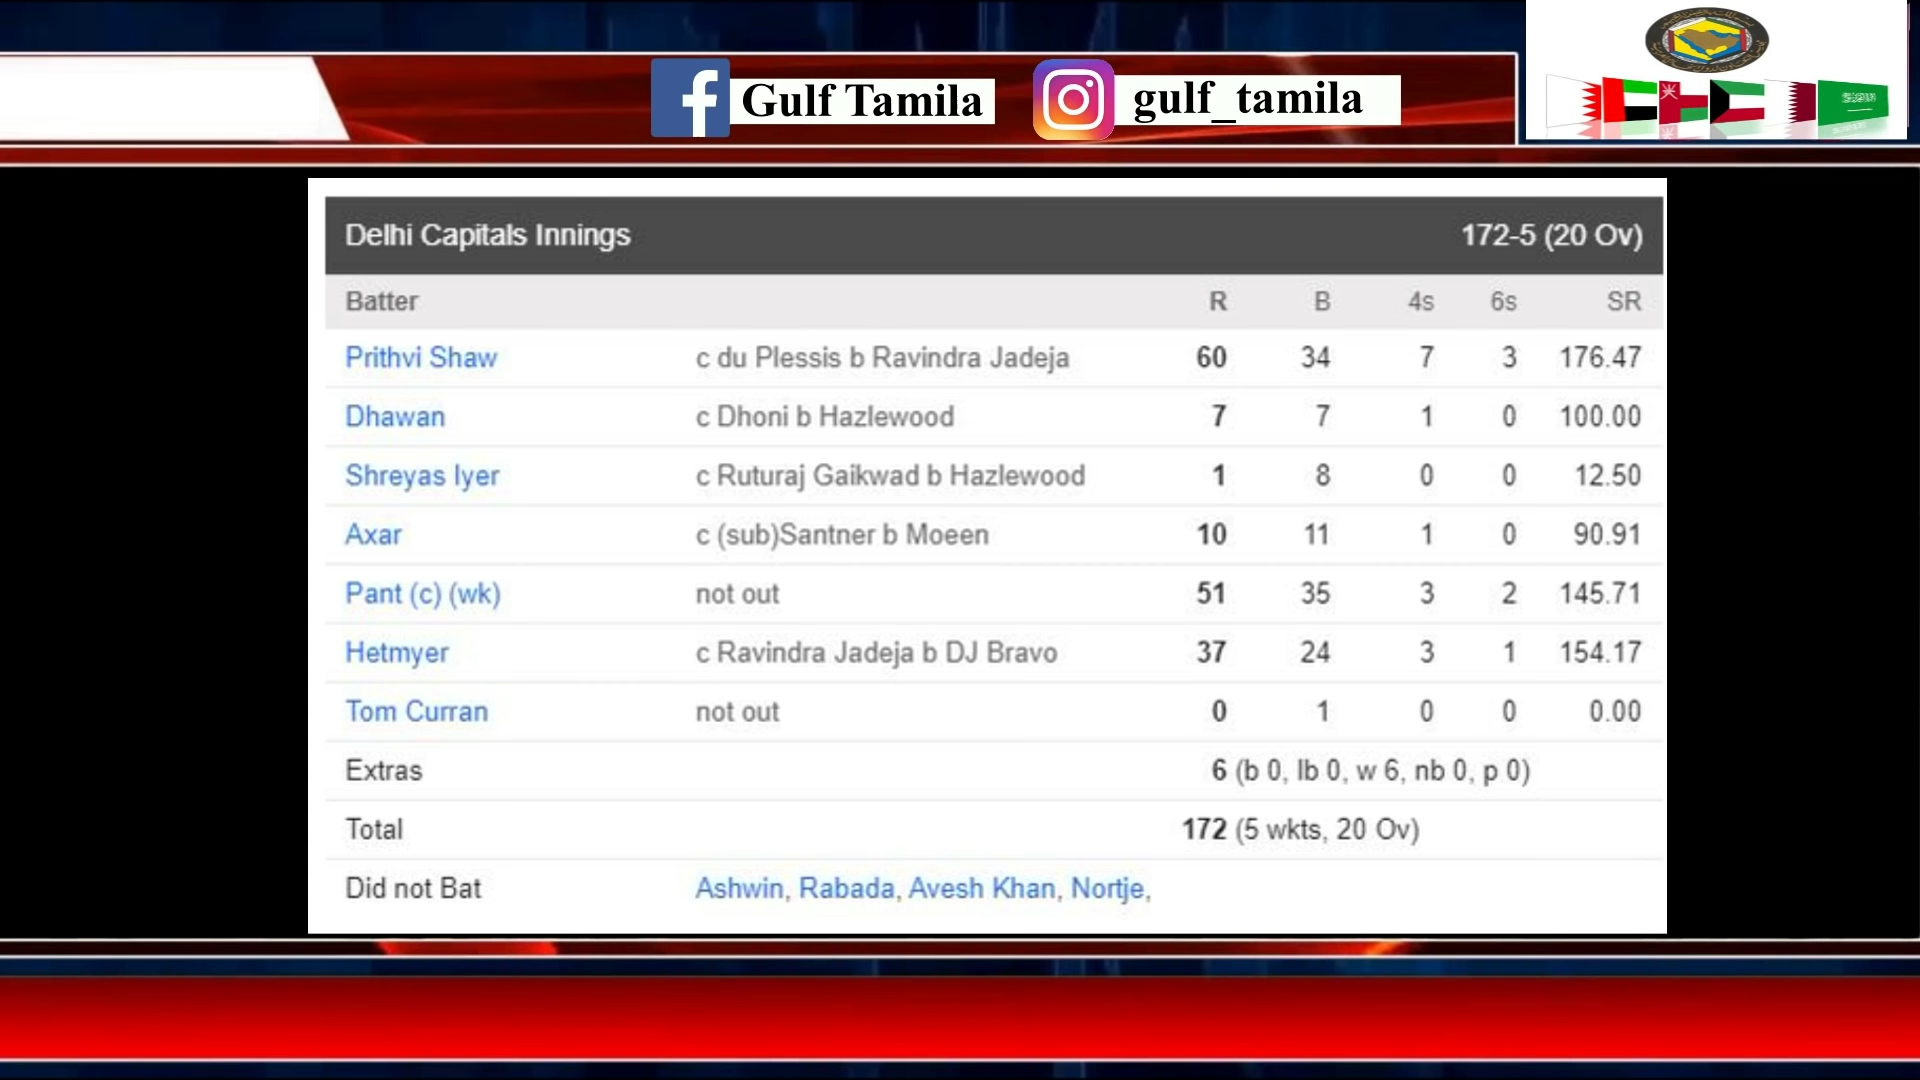 Gulf Tamila
gulf_tamila
Delhi Capitals Innings 172-5 (20 Ov)
Batter R B 4s 6s SR
Prithvi Shaw c du Plessis b Ravindra Jadeja 60 34 7 3 176.47
Dhawan c Dhoni b Hazlewood 7 7 1 0 100.00
Shreyas Iyer c Ruturaj Gaikwad b Hazlewood 1 8 0 0 12.50
Axar c (sub)Santner b Moeen 10 11 1 0 90.91
Pant (c) (wk) not out 51 35 3 2 145.71
Hetmyer c Ravindra Jadeja b DJ Bravo 37 24 3 1 154.17
Tom Curran not out 0 1 0 0 0.00
Extras 6 (b 0, lb 0, w 6, nb 0, p 0)
Total 172 (5 wkts, 20 Ov)
Did not Bat Ashwin, Rabada, Avesh Khan, Nortje,